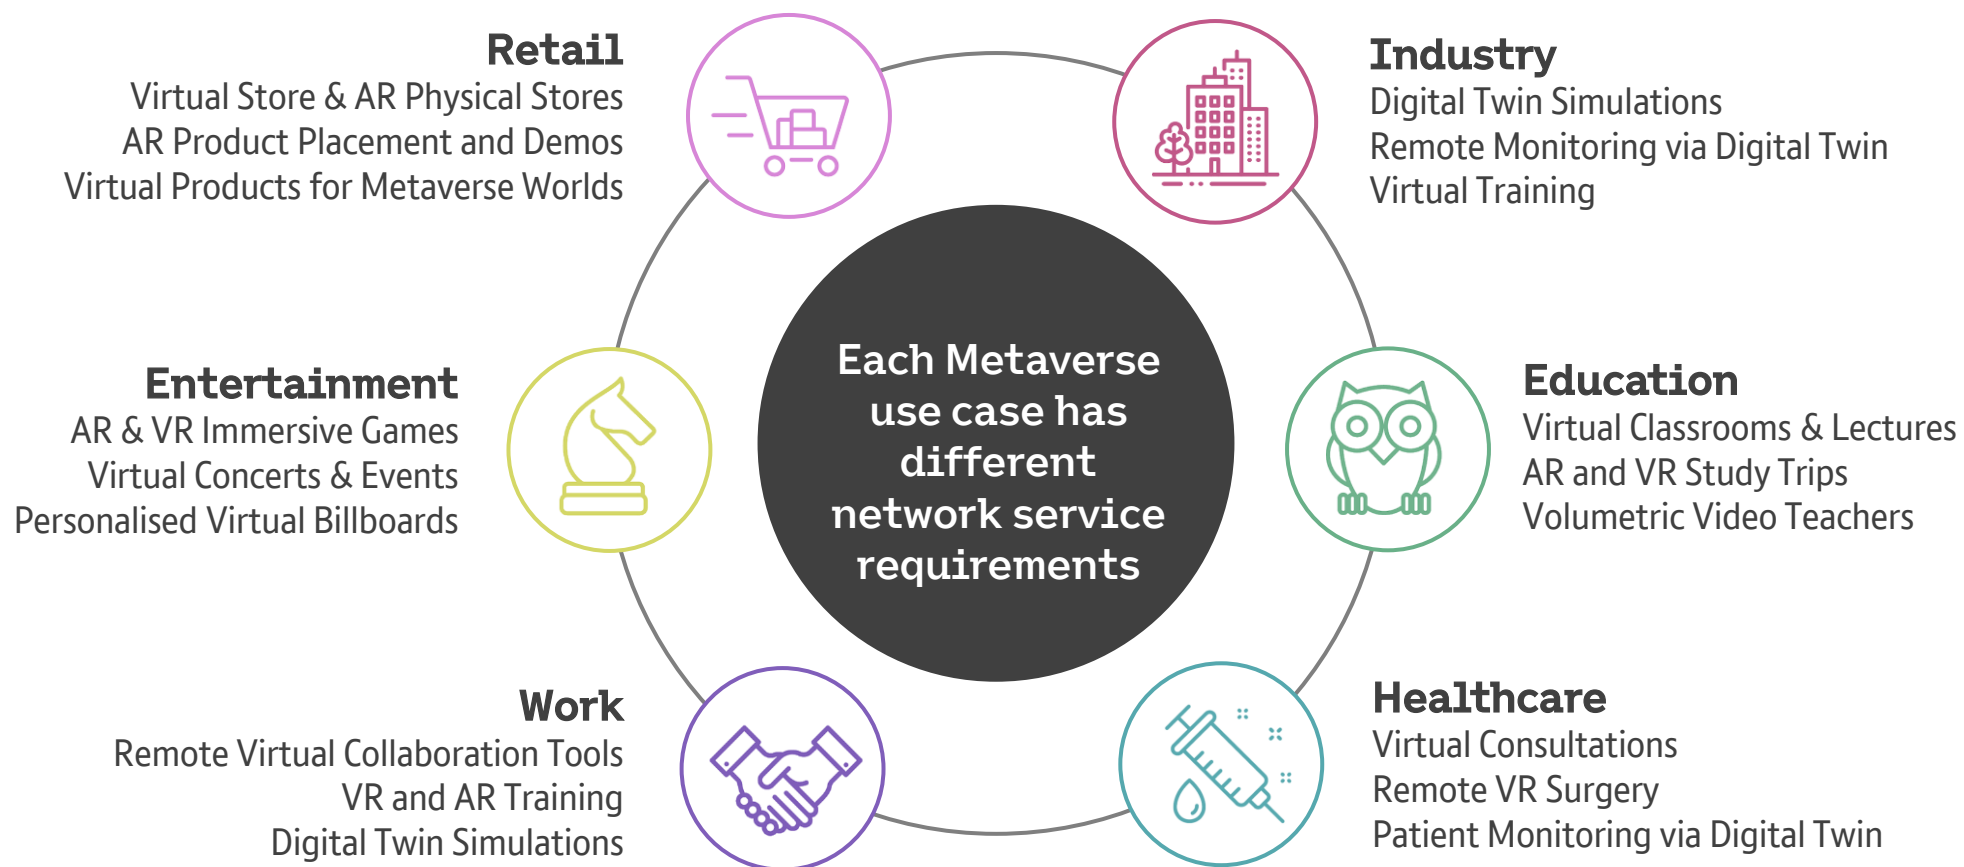 Retail
Virtual Store & AR Physical Stores
AR Product Placement and Demos
Virtual Products for Metaverse Worlds
Industry
Digital Twin Simulations
Remote Monitoring via Digital Twin
Virtual Training
Entertainment
AR & VR Immersive Games
Virtual Concerts & Events
Personalised Virtual Billboards
Each Metaverse
use case has
different
network service
requirements
Education
Virtual Classrooms & Lectures
AR and VR Study Trips
Volumetric Video Teachers
Work
Remote Virtual Collaboration Tools
VR and AR Training
Digital Twin Simulations
Healthcare
Virtual Consultations
Remote VR Surgery
Patient Monitoring via Digital Twin